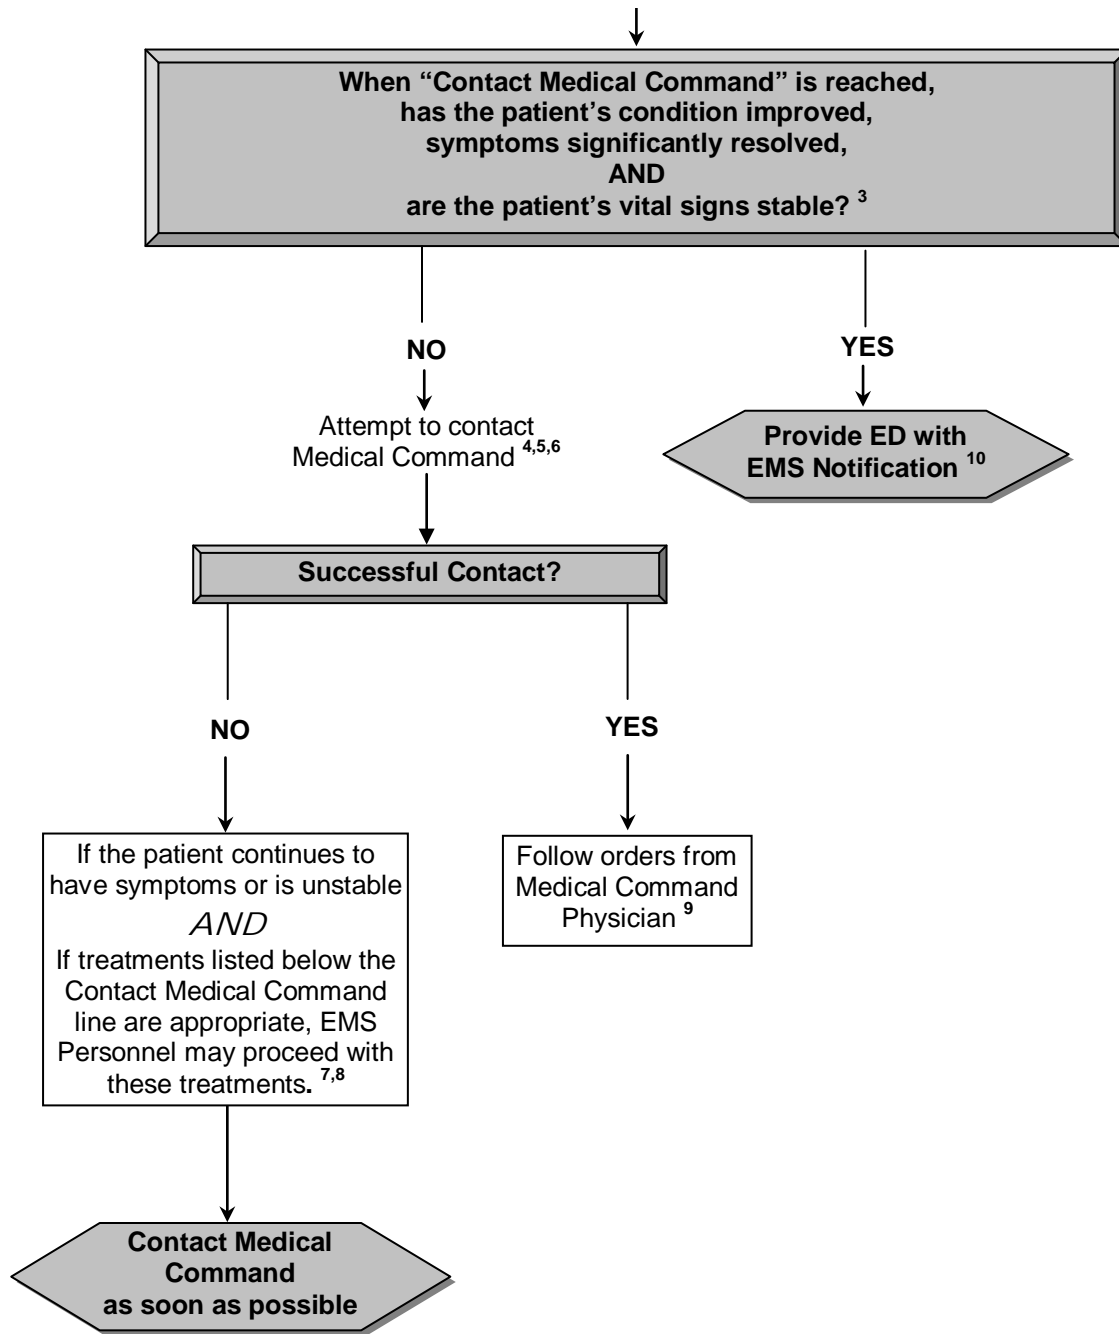 When “Contact Medical Command” is reached,
has the patient’s condition improved,
symptoms significantly resolved,
AND
are the patient’s vital signs stable? 3
NO
YES
Attempt to contact
Medical Command 4,5,6
Provide ED with
EMS Notification 10
Successful Contact?
NO
YES
If the patient continues to
have symptoms or is unstable
AND
If treatments listed below the
Contact Medical Command
line are appropriate, EMS
Personnel may proceed with
these treatments. 7,8
Follow orders from
Medical Command
Physician 9
Contact Medical
Command
as soon as possible